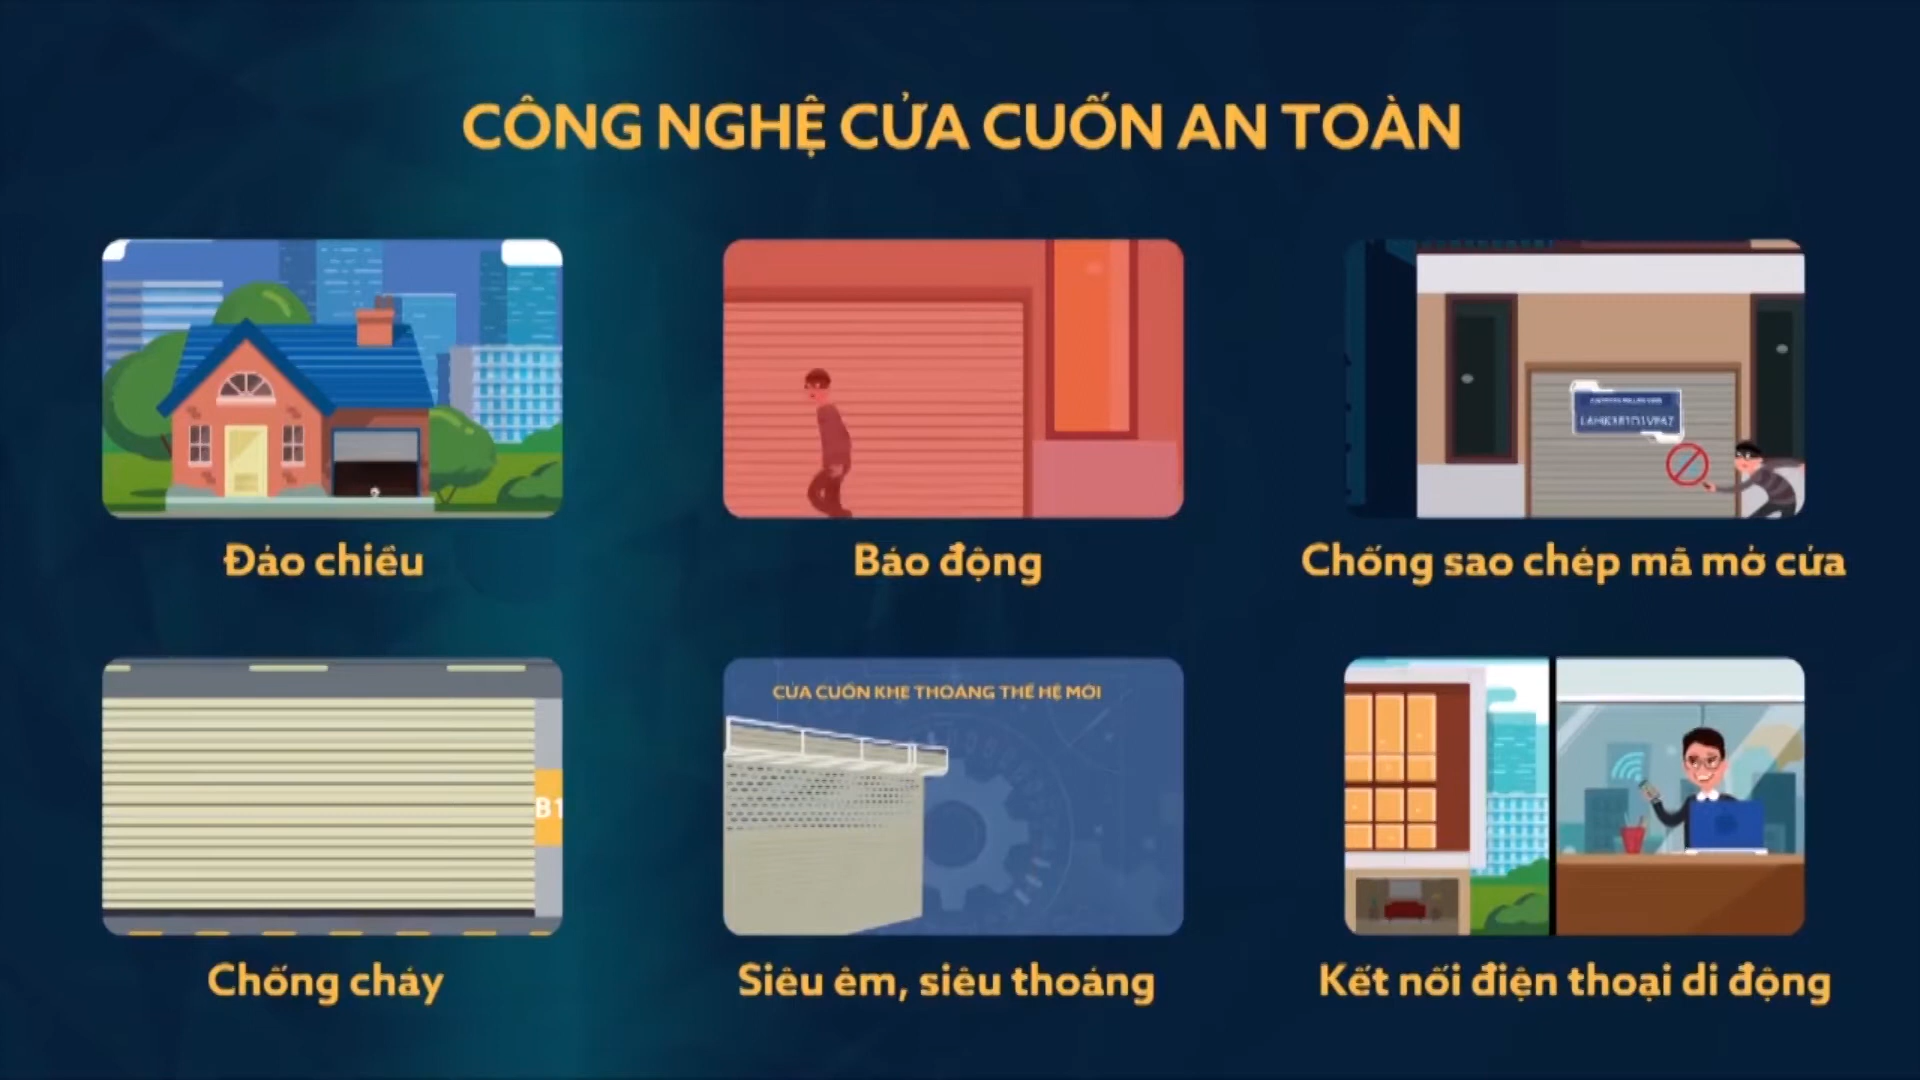 CÔNG NGHỆ CỬA CUỐN AN TOÀN
Đảo chiều
Báo động
Chống sao chép mã mở cửa
B1
CỬA CUỐN KHE THOÁNG THẾ HỆ MỚI
Chống cháy
Siêu êm, siêu thoáng
Kết nối điện thoại di động